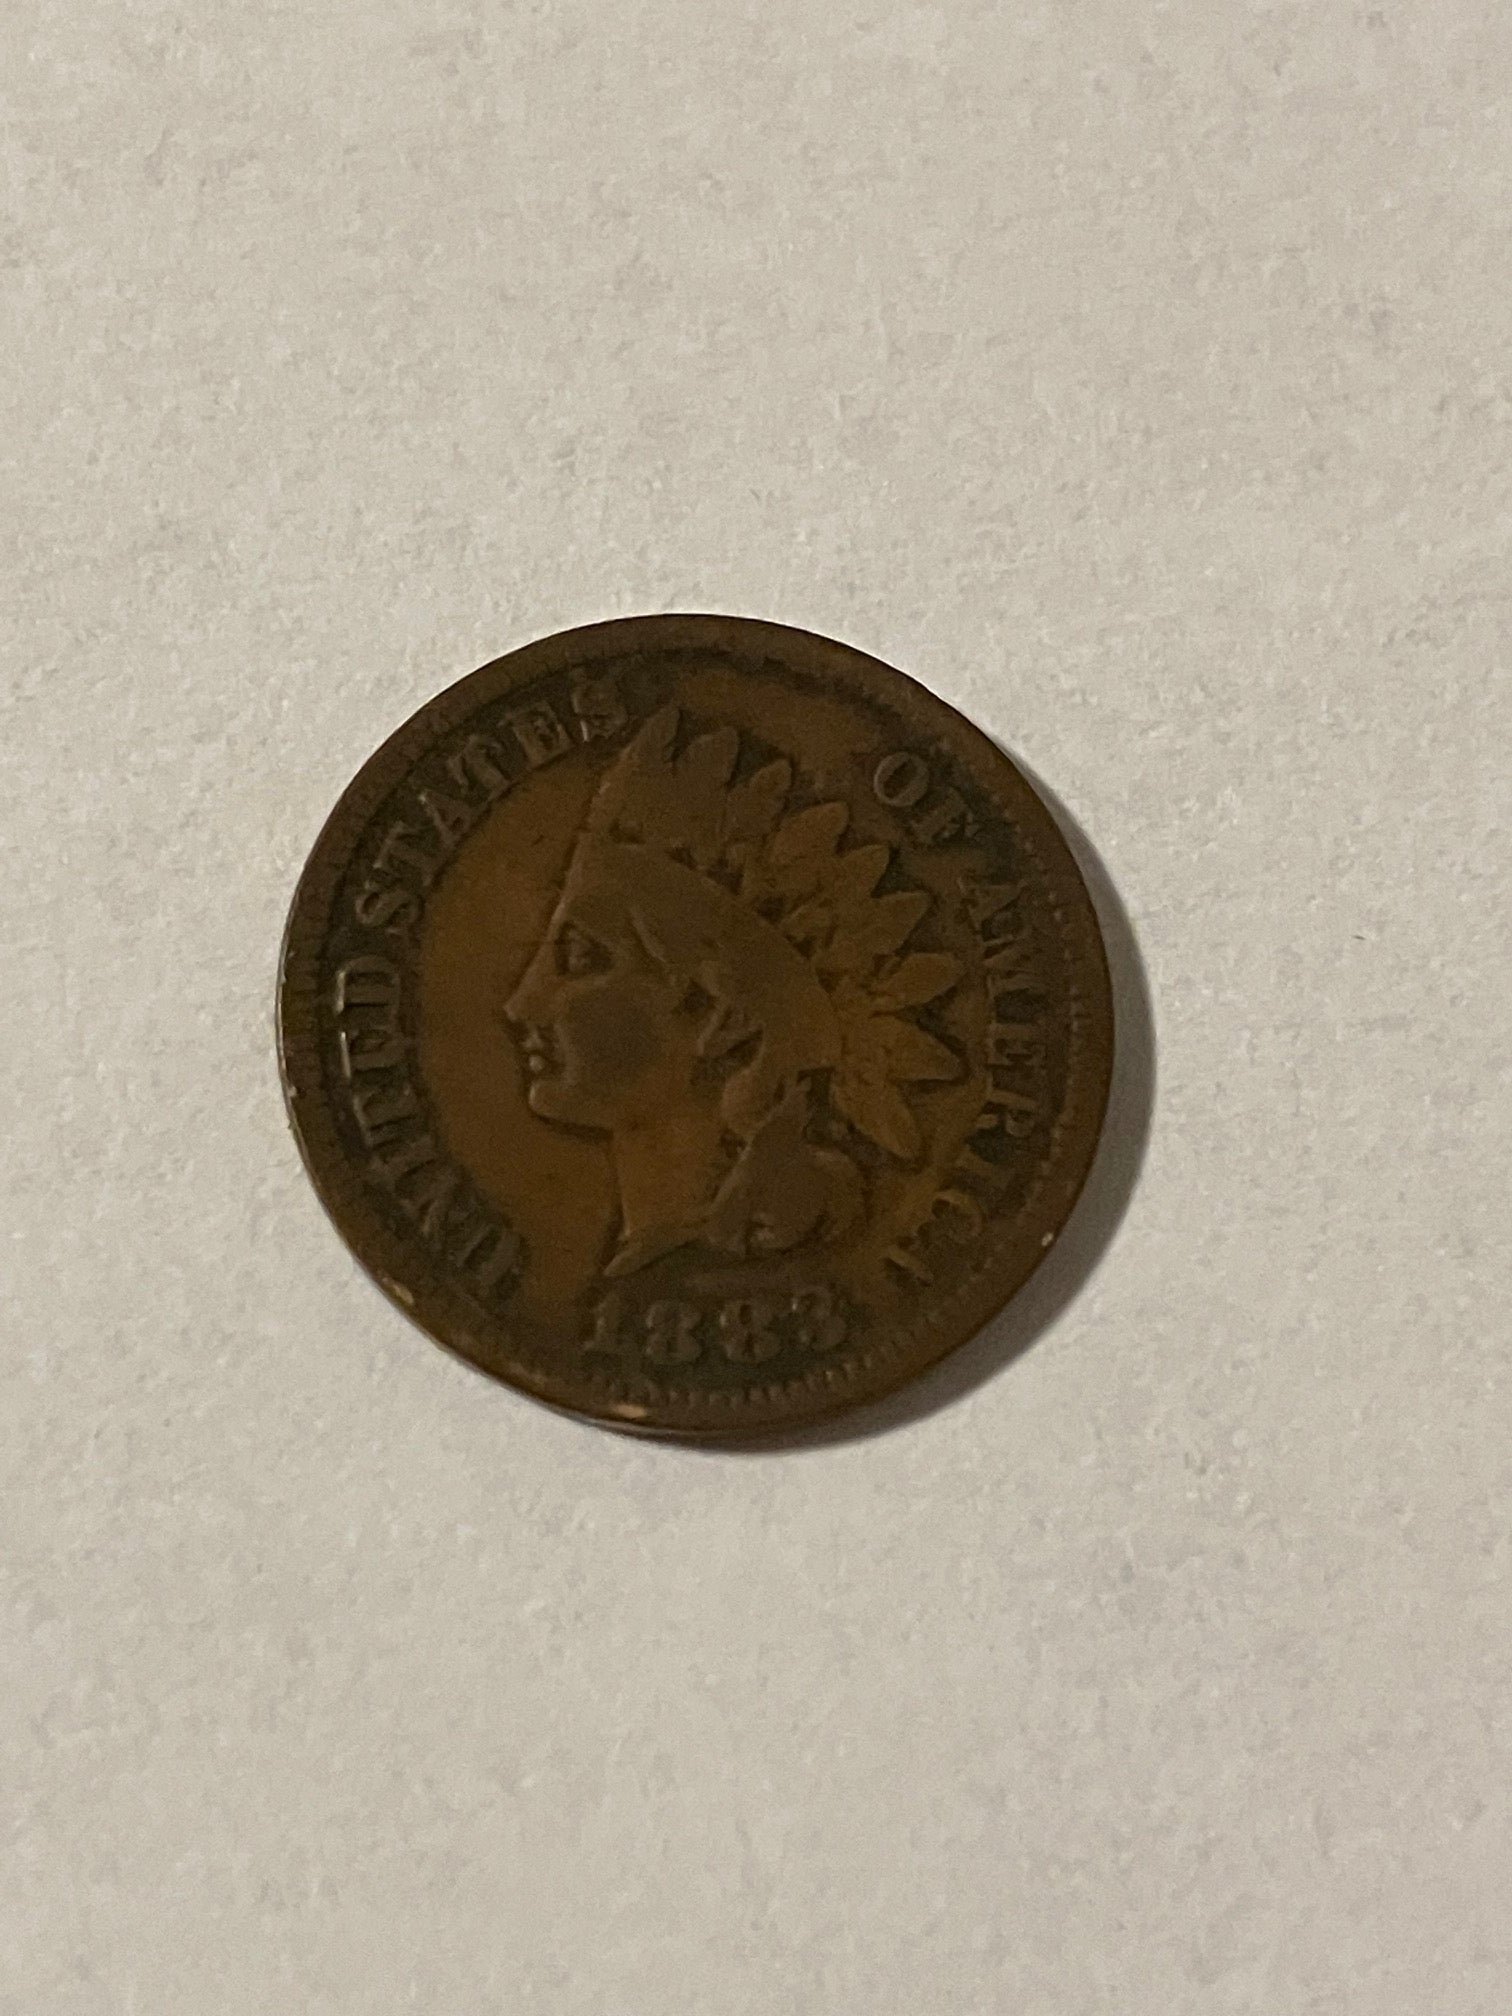 UNITED STATES OF AMERICA
1883